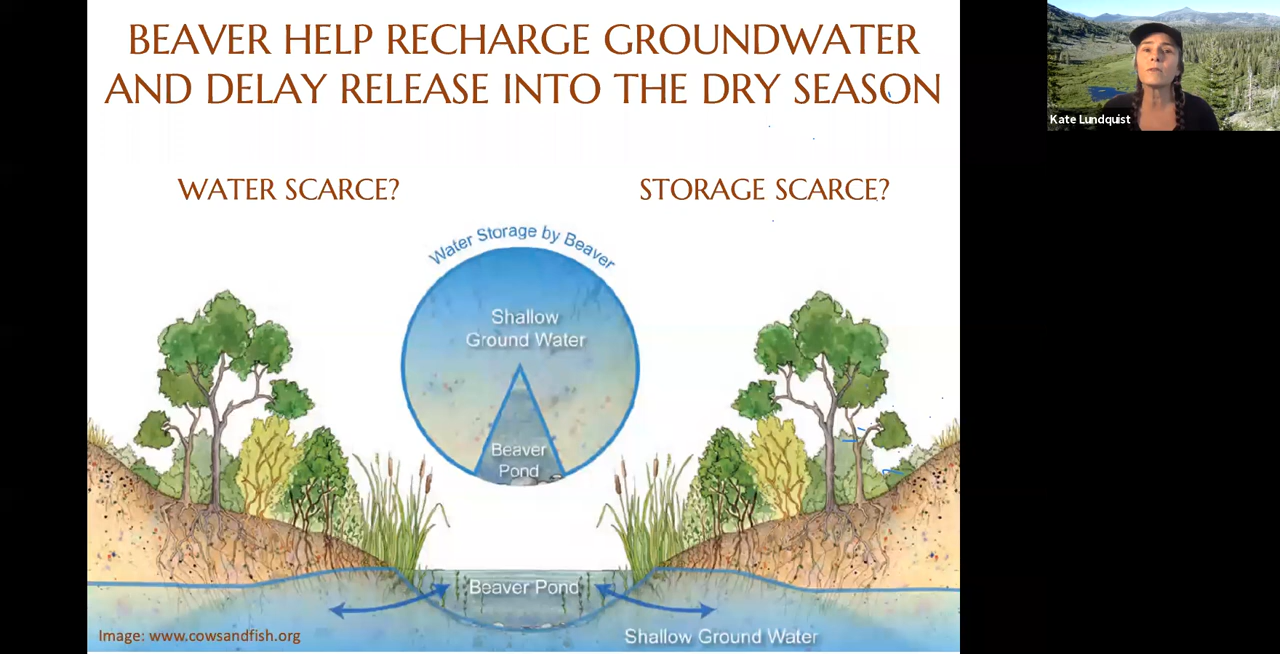 BEAVER HELP RECHARGE GROUNDWATER
AND DELAY RELEASE INTO THE DRY SEASON
Kate Lundquist
WATER SCARCE?
STORAGE SCARCE?
Water Storage by Beaver
Shallow
Ground Water
Beaver
Pond
Beaver Pond
Image: www.cowsandfish.org
Shallow Ground Water